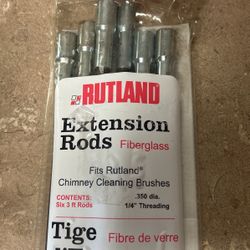 RUTLAND
Extension
Rods Fiberglass
Fits Rutland®
Chimney Cleaning Brushes
CONTENTS: .350 dia.
Six 3 ft Rods 1/4" Threading
Tige Fibre de verre